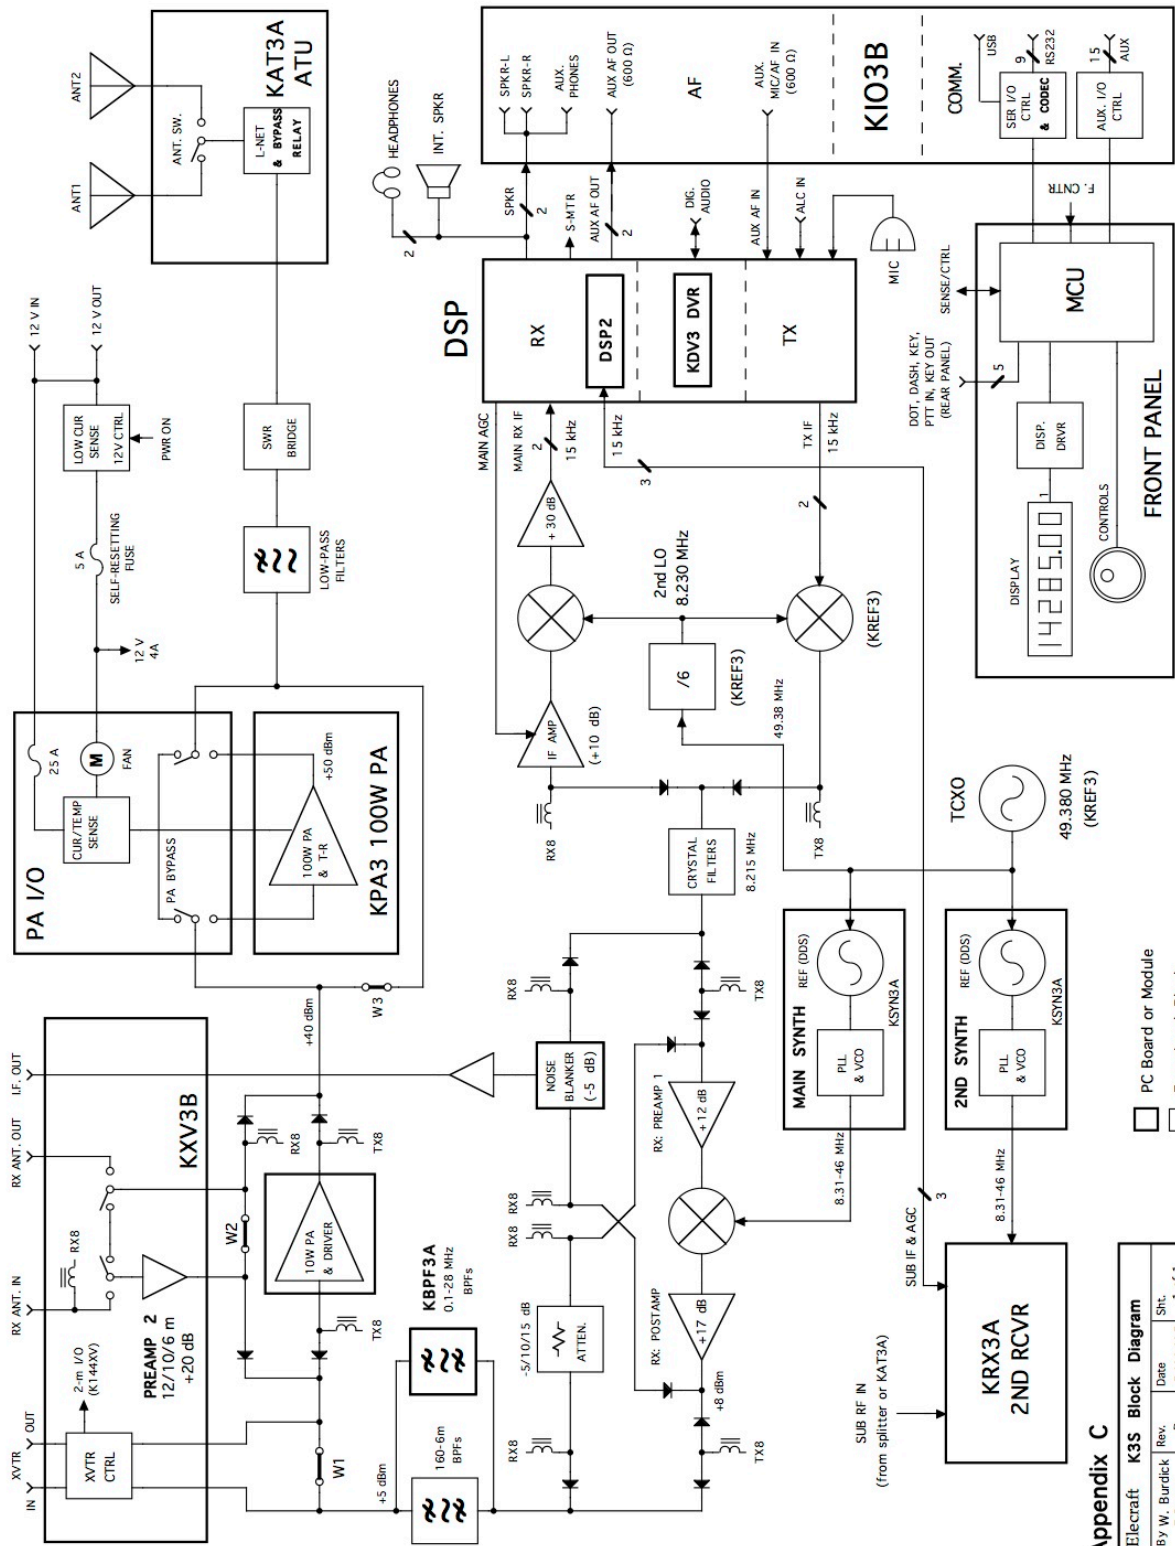 ANT1
ANT2
ANT. SW.
L-NET
& BYPASS
RELAY
KAT3A
ATU
12 V IN
12 V OUT
LOW CUR
SENSE
12V CTRL
PWR ON
5 A
SELF-RESETTING
FUSE
12 V
4A
SWR
BRIDGE
LOW-PASS
FILTERS
PA I/O
25 A
CUR/TEMP
SENSE
M
FAN
PA BYPASS
+50 dBm
100W PA
& T-R
KPA3 100W PA
W3
+40 dBm
XVTR
IN
OUT
RX ANT. IN
RX ANT. OUT
I.F. OUT
XVTR
CTRL
2-m I/O
(K144XV)
RX8
PREAMP 2
12/10/6 m
+20 dB
KXV3B
W2
W1
RX8
10W PA
& DRIVER
TX8
TX8
+5 dBm
160-6m
BPFs
KBPF3A
0.1-28 MHz
BPFs
RX8
-5/10/15 dB
ATTEN.
RX8
RX8
NOISE
BLANKER
(-5 dB)
RX8
TX8
+8 dBm
RX: POSTAMP
+17 dB
RX: PREAMP 1
+12 dB
TX8
CRYSTAL
FILTERS
8.215 MHz
RX8
TX8
IF AMP
(+10 dB)
+30 dB
MAIN AGC
MAIN RX IF
2
15 kHz
2nd LO
8.230 MHz
/6
(KREF3)
49.38 MHz
(KREF3)
15 kHz
3
TX IF
15 kHz
2
DSP
RX
DSP2
KDV3 DVR
TX
HEADPHONES
INT. SPKR
2
SPKR
2
S-MTR
AUX AF OUT
2
DIG.
AUDIO
AUX AF IN
ALC IN
MIC
SPKR-L
SPKR-R
AUX.
PHONES
AUX AF OUT
(600 Ω)
AF
AUX.
MIC/AF IN
(600 Ω)
KIO3B
COMM.
USB
SER I/O
CTRL
& CODEC
9
RS232
AUX. I/O
CTRL
15
AUX
F. CNTR
SENSE/CTRL
MCU
DOT, DASH, KEY,
PTT IN, KEY OUT
(REAR PANEL)
5
DISP.
DRVR
1
DISPLAY
14285.00
CONTROLS
FRONT PANEL
TCXO
49.380 MHz
(KREF3)
MAIN SYNTH
REF (DDS)
PLL
& VCO
KSYN3A
8.31-46 MHz
2ND SYNTH
REF (DDS)
PLL
& VCO
KSYN3A
8.31-46 MHz
SUB IF & AGC
3
SUB RF IN
(from splitter or KAT3A)
KRX3A
2ND RCVR
PC Board or Module
Appendix C
Elecraft K3S Block Diagram
By W. Burdick
Rev.
Date
Sht.